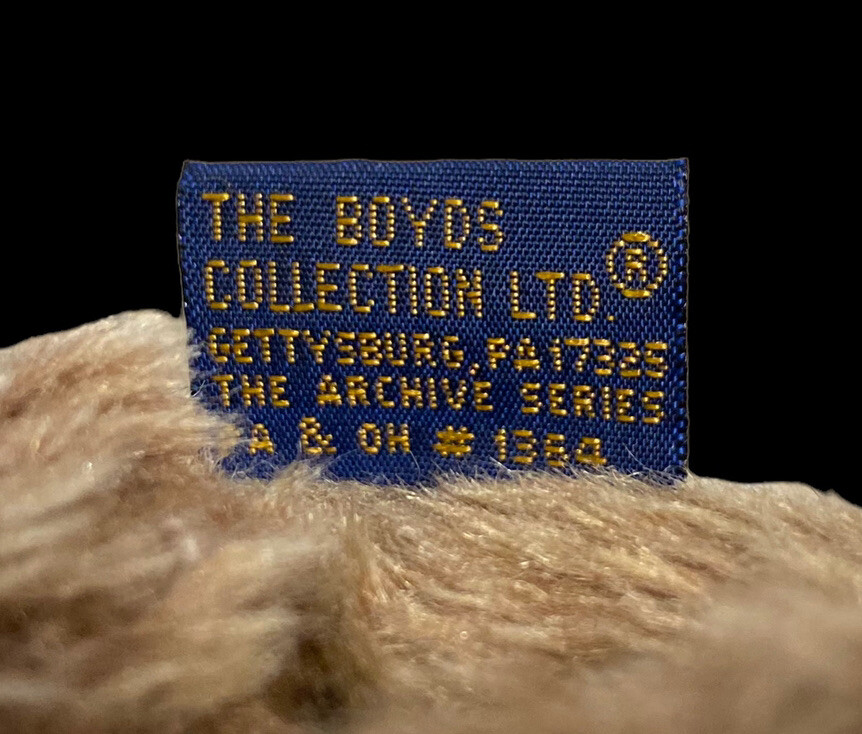 THE BOYDS
COLLECTION LTD.®
GETTYSBURG, PA 17325
THE ARCHIVE SERIES
A & OH # 1364